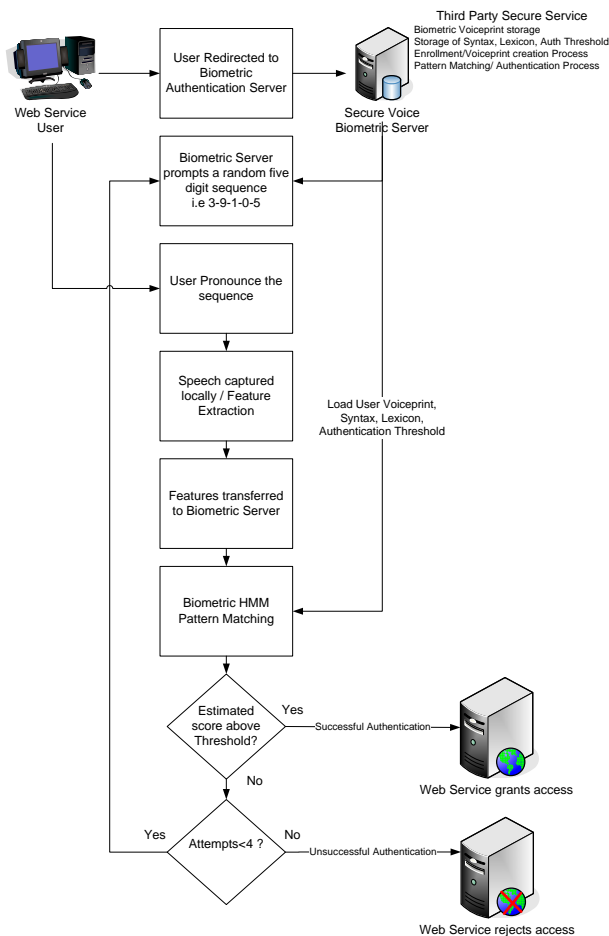 Third Party Secure Service
Biometric Voiceprint storage
Storage of Syntax, Lexicon, Auth Threshold
Enrollment/Voiceprint creation Process
Pattern Matching/ Authentication Process
User Redirected to
Biometric
Authentication Server
Web Service
User
Secure Voice
Biometric Server
Biometric Server
prompts a random five
digit sequence
i.e 3-9-1-0-5
User Pronounce the
sequence
Speech captured
locally / Feature
Extraction
Load User Voiceprint,
Syntax, Lexicon,
Authentication Threshold
Features transferred
to Biometric Server
Biometric HMM
Pattern Matching
Estimated
score above
Threshold?
Yes
Successful Authentication
Web Service grants access
No
Attempts<4 ?
Yes
No
Unsuccessful Authentication
Web Service rejects access